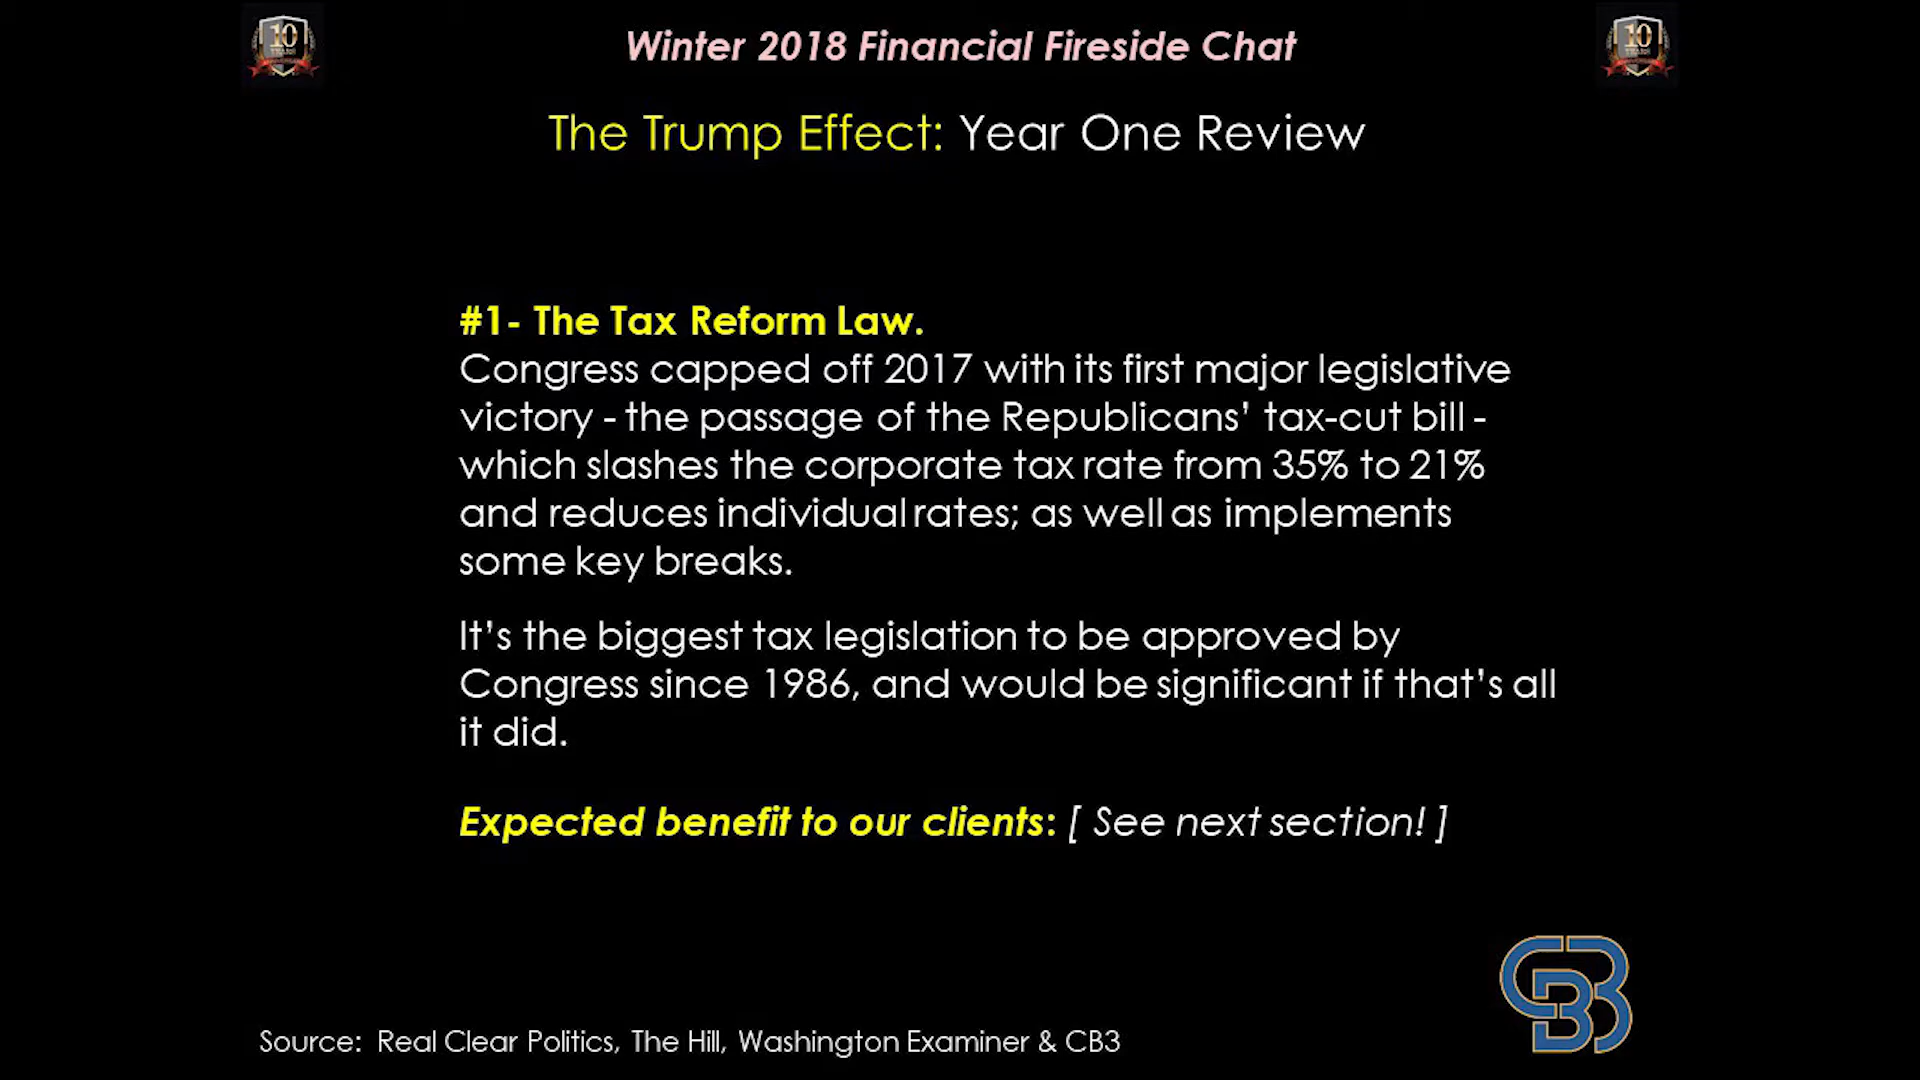 10
Winter 2018 Financial Fireside Chat
10
The Trump Effect: Year One Review
#1- The Tax Reform Law.
Congress capped off 2017 with its first major legislative
victory - the passage of the Republicans’ tax-cut bill -
which slashes the corporate tax rate from 35% to 21%
and reduces individual rates; as well as implements
some key breaks.
It’s the biggest tax legislation to be approved by
Congress since 1986, and would be significant if that’s all
it did.
Expected benefit to our clients: [ See next section! ]
CB3
Source: Real Clear Politics, The Hill, Washington Examiner & CB3